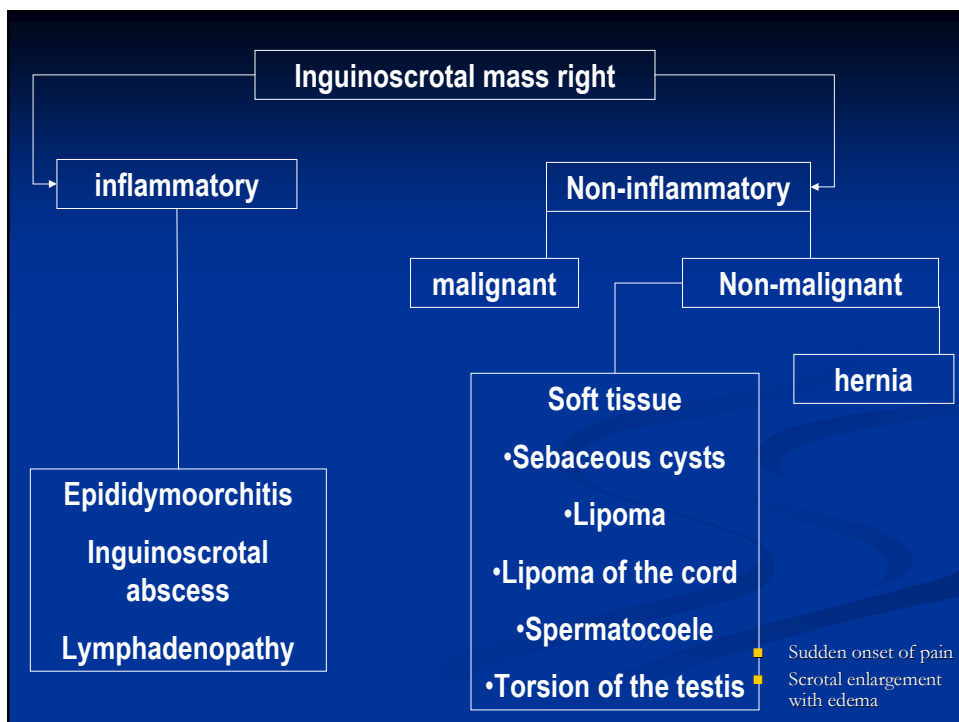 Inguinoscrotal mass right
inflammatory
Non-inflammatory
malignant
Non-malignant
hernia
Soft tissue
•Sebaceous cysts
•Lipoma
•Lipoma of the cord
•Spermatocoele
•Torsion of the testis
Epididymoorchitis
Inguinoscrotal
abscess
Lymphadenopathy
■ Sudden onset of pain
■ Scrotal enlargement
with edema